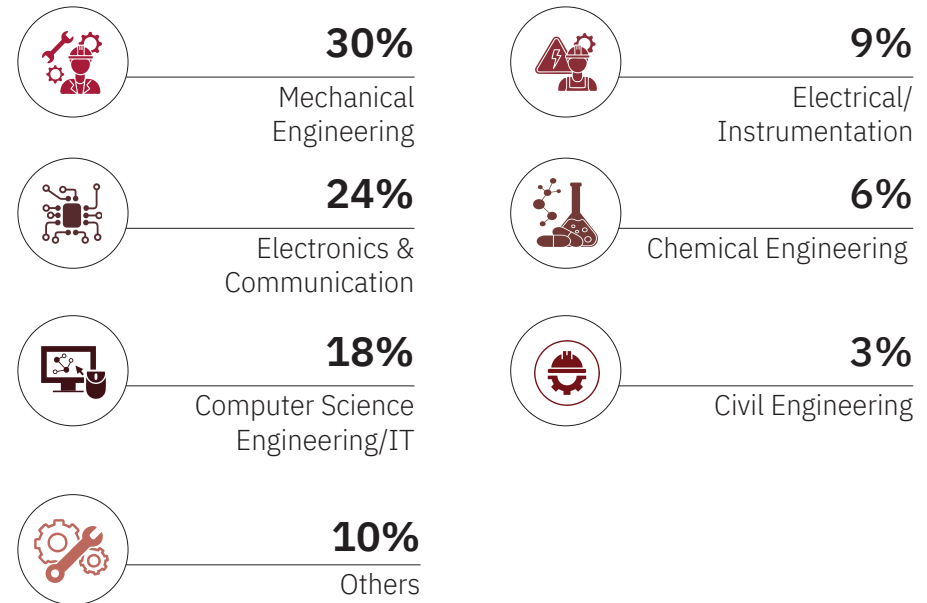 30%
Mechanical
Engineering
9%
Electrical/
Instrumentation
24%
Electronics &
Communication
6%
Chemical Engineering
18%
Computer Science
Engineering/IT
3%
Civil Engineering
10%
Others